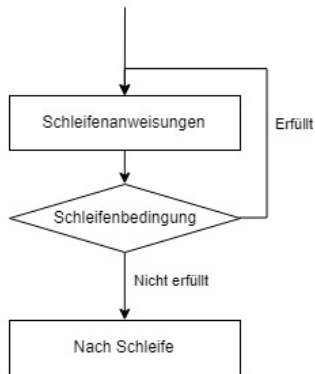 Schleifenanweisungen
Erfüllt
Schleifenbedingung
Nicht erfüllt
Nach Schleife